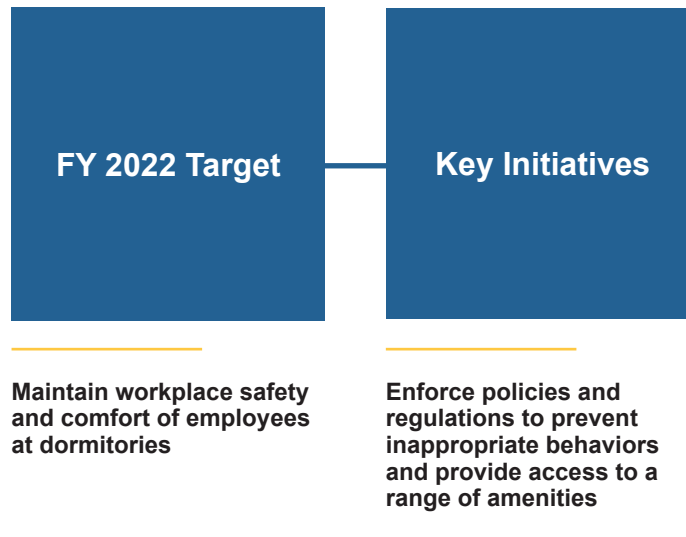 FY 2022 Target
Key Initiatives
Maintain workplace safety
and comfort of employees
at dormitories
Enforce policies and
regulations to prevent
inappropriate behaviors
and provide access to a
range of amenities